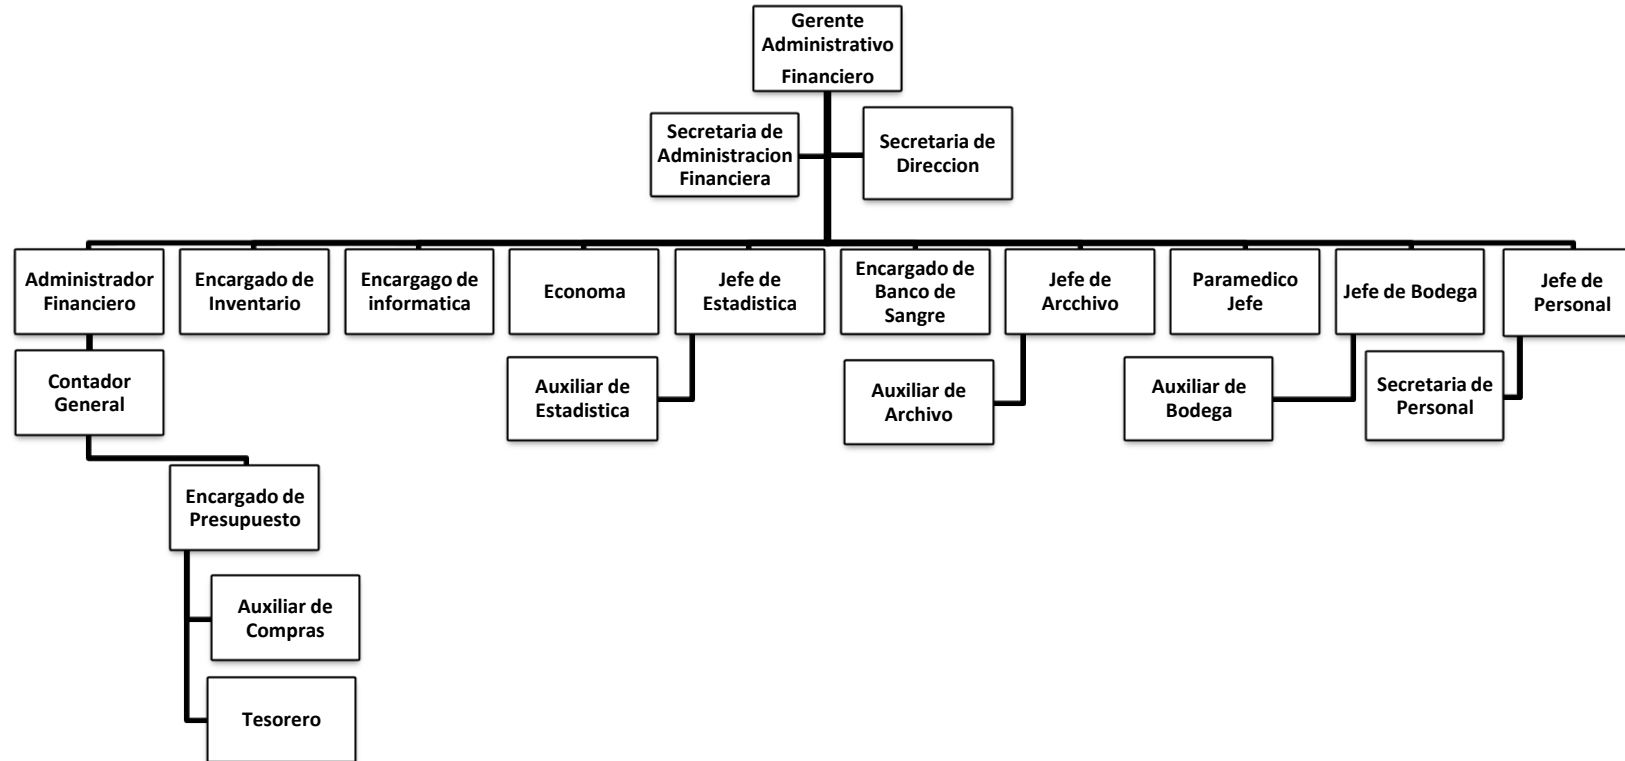 Gerente
Administrativo
Financiero
Secretaria de
Administracion
Financiera
Secretaria de
Direccion
Administrador
Financiero
Encargado de
Inventario
Encargago de
informatica
Economa
Jefe de
Estadistica
Encargado de
Banco de
Sangre
Jefe de
Arcchivo
Paramedico
Jefe
Jefe de Bodega
Jefe de
Personal
Contador
General
Auxiliar de
Estadistica
Auxiliar de
Archivo
Auxiliar de
Bodega
Secretaria de
Personal
Encargado de
Presupuesto
Auxiliar de
Compras
Tesorero